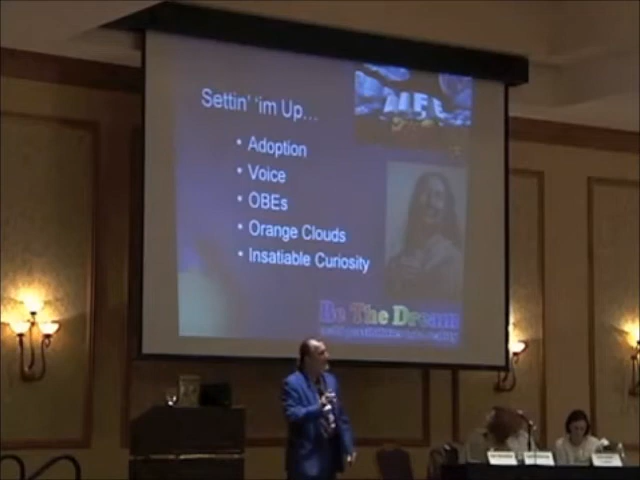 Settin' 'im Up...
• Adoption
• Voice
• OBEs
• Orange Clouds
• Insatiable Curiosity
Be The Dream